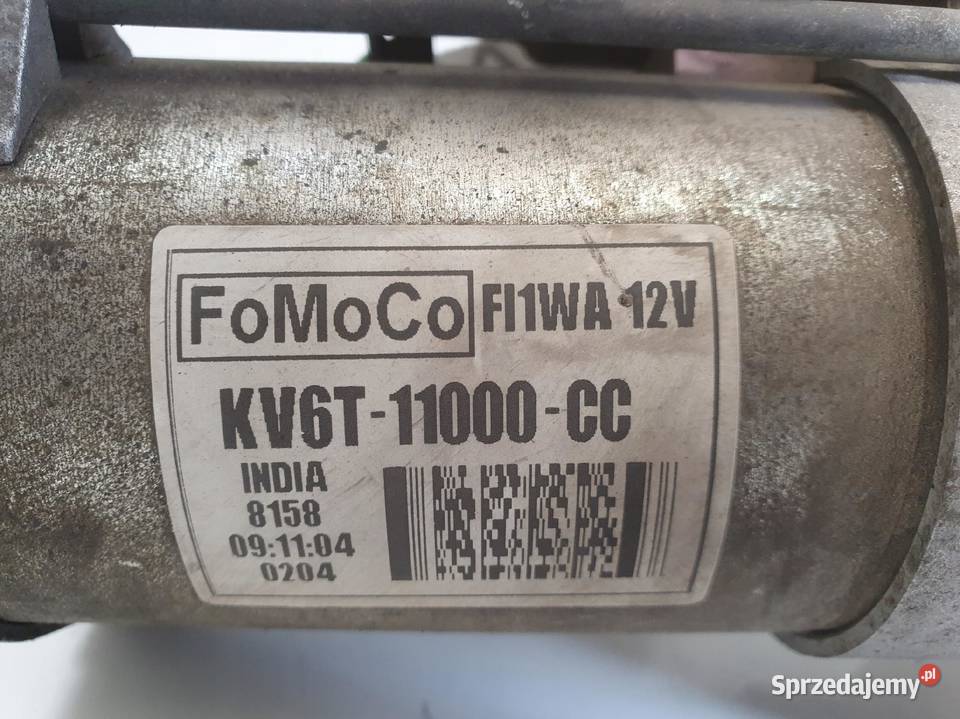 FoMoCo FI1WA 12V
KV6T-11000-CC
INDIA
8158
09:11:04
0204
Sprzedajemy.pl